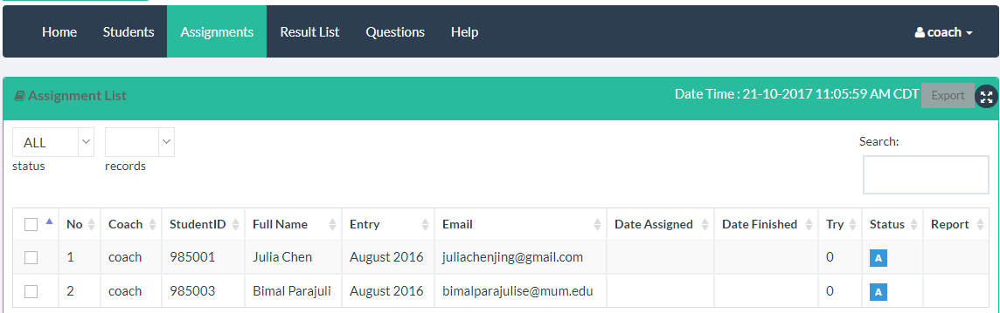 Home Students Assignments Result List Questions Help coach
Assignment List Date Time : 21-10-2017 11:05:59 AM CDT Export
ALL Search:
status records
No Coach StudentID Full Name Entry Email Date Assigned Date Finished Try Status Report
1 coach 985001 Julia Chen August 2016 juliachenjing@gmail.com 0 A
2 coach 985003 Bimal Parajuli August 2016 bimalparajulise@mum.edu 0 A